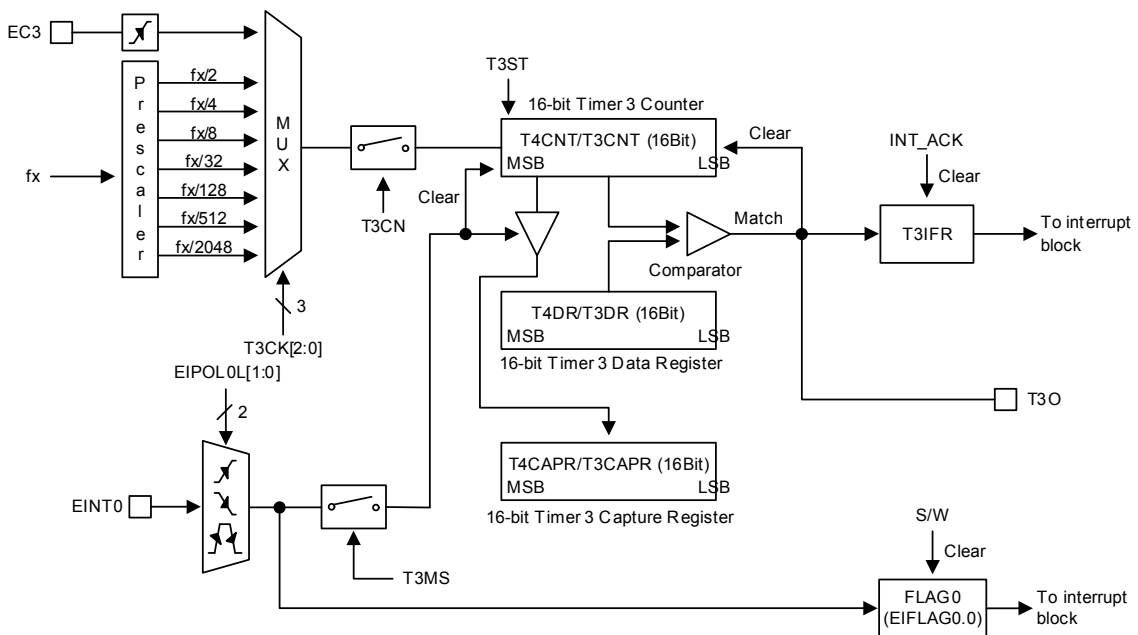 EC3
Prescaler
fx/2
fx/4
fx/8
fx/32
fx/128
fx/512
fx/2048
fx
MUX
3
T3CK[2:0]
T3CN
T3ST
16-bit Timer 3 Counter
T4CNT/T3CNT (16Bit)
MSB LSB
Clear
Clear
Match
Comparator
T4DR/T3DR (16Bit)
MSB LSB
16-bit Timer 3 Data Register
INT_ACK
Clear
T3IFR
To interrupt
block
T3O
EIPOL0L[1:0]
2
EINT0
T3MS
T4CAPR/T3CAPR (16Bit)
MSB LSB
16-bit Timer 3 Capture Register
S/W
Clear
FLAG0
(EIFLAG0.0)
To interrupt
block